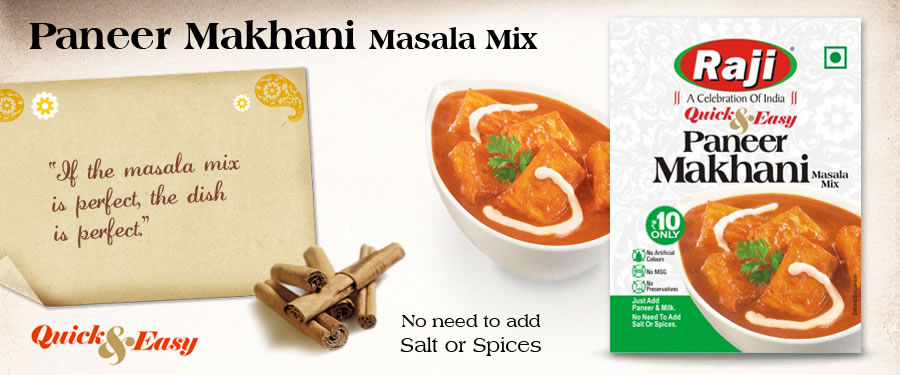 Paneer Makhani Masala Mix
"If the masala mix
is perfect, the dish
is perfect."
Quick & Easy
No need to add
Salt or Spices
Raji
A Celebration Of India
Quick & Easy
Paneer
Makhani Masala
Mix
₹10
ONLY
No Artificial
Colours
MSG
No MSG
No
Preservatives
Just Add
Paneer & Milk.
No Need To Add
Salt Or Spices.